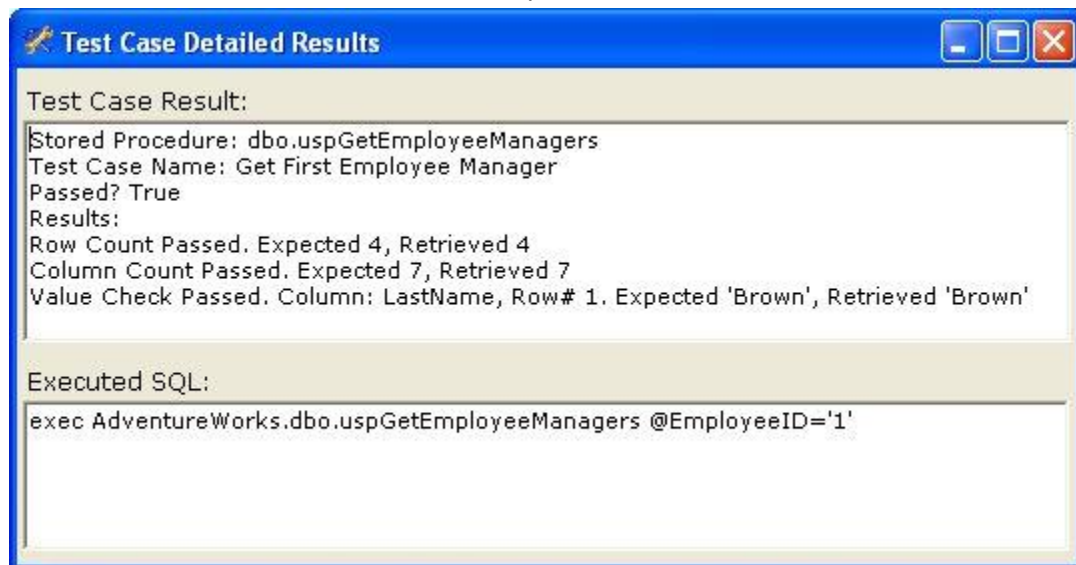 Test Case Detailed Results
Test Case Result:
Stored Procedure: dbo.uspGetEmployeeManagers
Test Case Name: Get First Employee Manager
Passed? True
Results:
Row Count Passed. Expected 4, Retrieved 4
Column Count Passed. Expected 7, Retrieved 7
Value Check Passed. Column: LastName, Row# 1. Expected 'Brown', Retrieved 'Brown'
Executed SQL:
exec AdventureWorks.dbo.uspGetEmployeeManagers @EmployeeID='1'